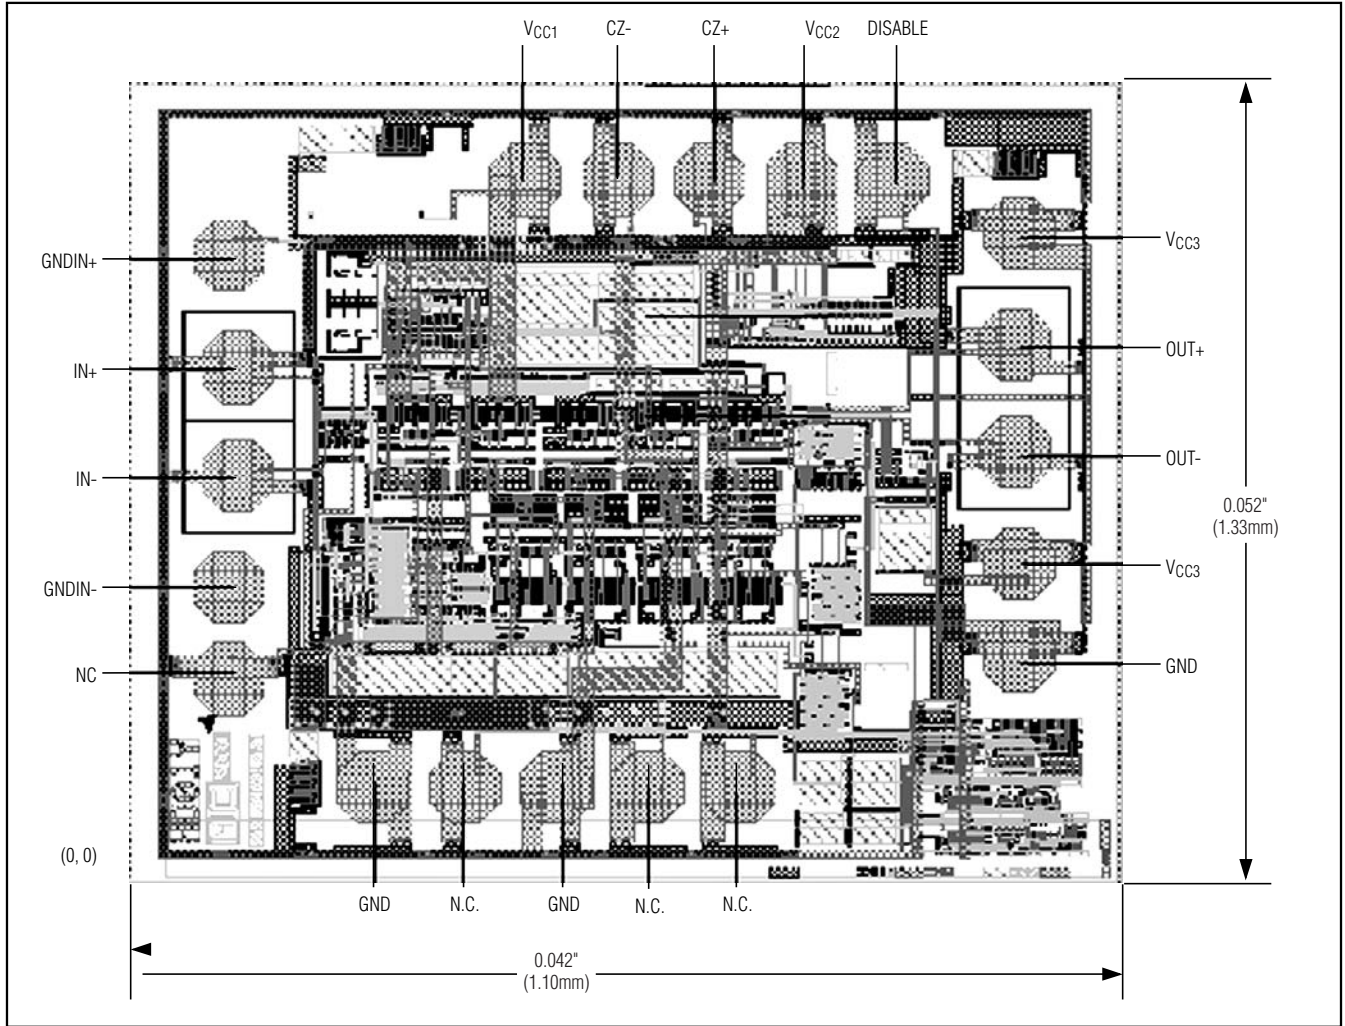 VCC1 CZ- CZ+ VCC2 DISABLE
GNDIN+
VCC3
IN+
OUT+
IN-
OUT-
0.052"
(1.33mm)
GNDIN-
VCC3
NC
GND
(0, 0)
GND N.C. GND N.C. N.C.
0.042"
(1.10mm)